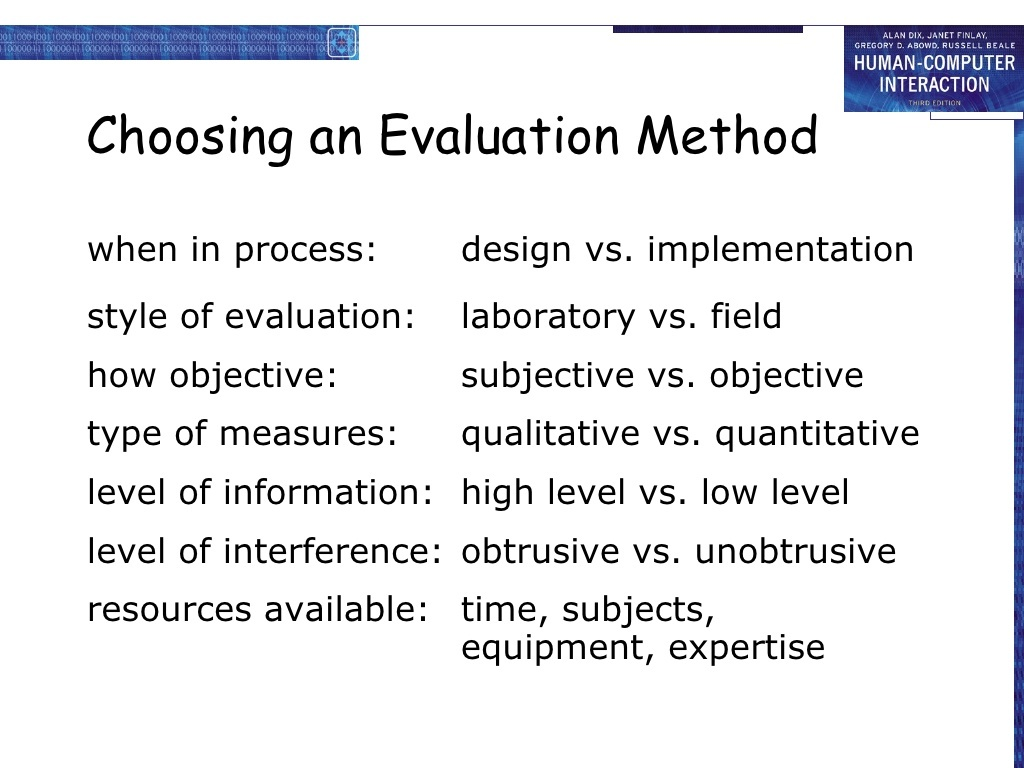 ALAN DIX, JANET FINLAY,
GREGORY D. ABOWD, RUSSELL BEALE
HUMAN-COMPUTER
INTERACTION
THIRD EDITION
Choosing an Evaluation Method
when in process: design vs. implementation
style of evaluation: laboratory vs. field
how objective: subjective vs. objective
type of measures: qualitative vs. quantitative
level of information: high level vs. low level
level of interference: obtrusive vs. unobtrusive
resources available: time, subjects,
equipment, expertise